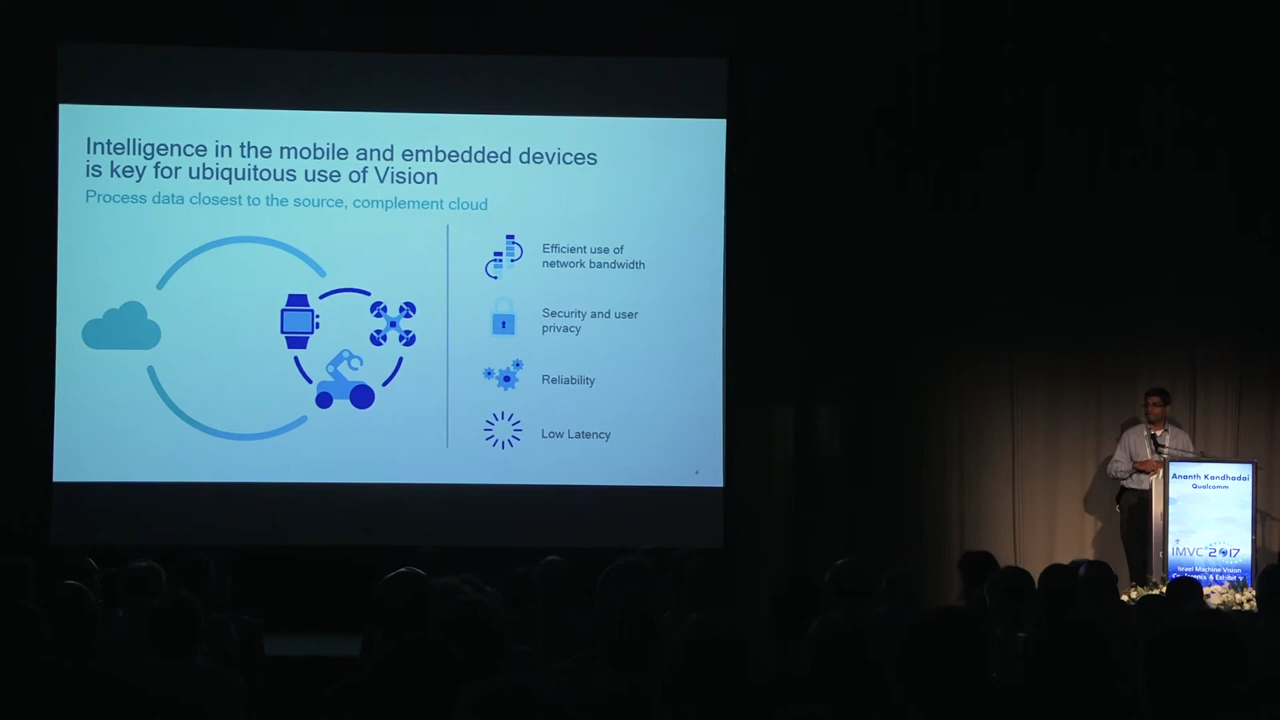 Intelligence in the mobile and embedded devices
is key for ubiquitous use of Vision
Process data closest to the source, complement cloud
Efficient use of
network bandwidth
Security and user
privacy
Reliability
Low Latency
4
Ananth Kandhadai
Qualcomm
IMVC 2017
Israel Machine Vision